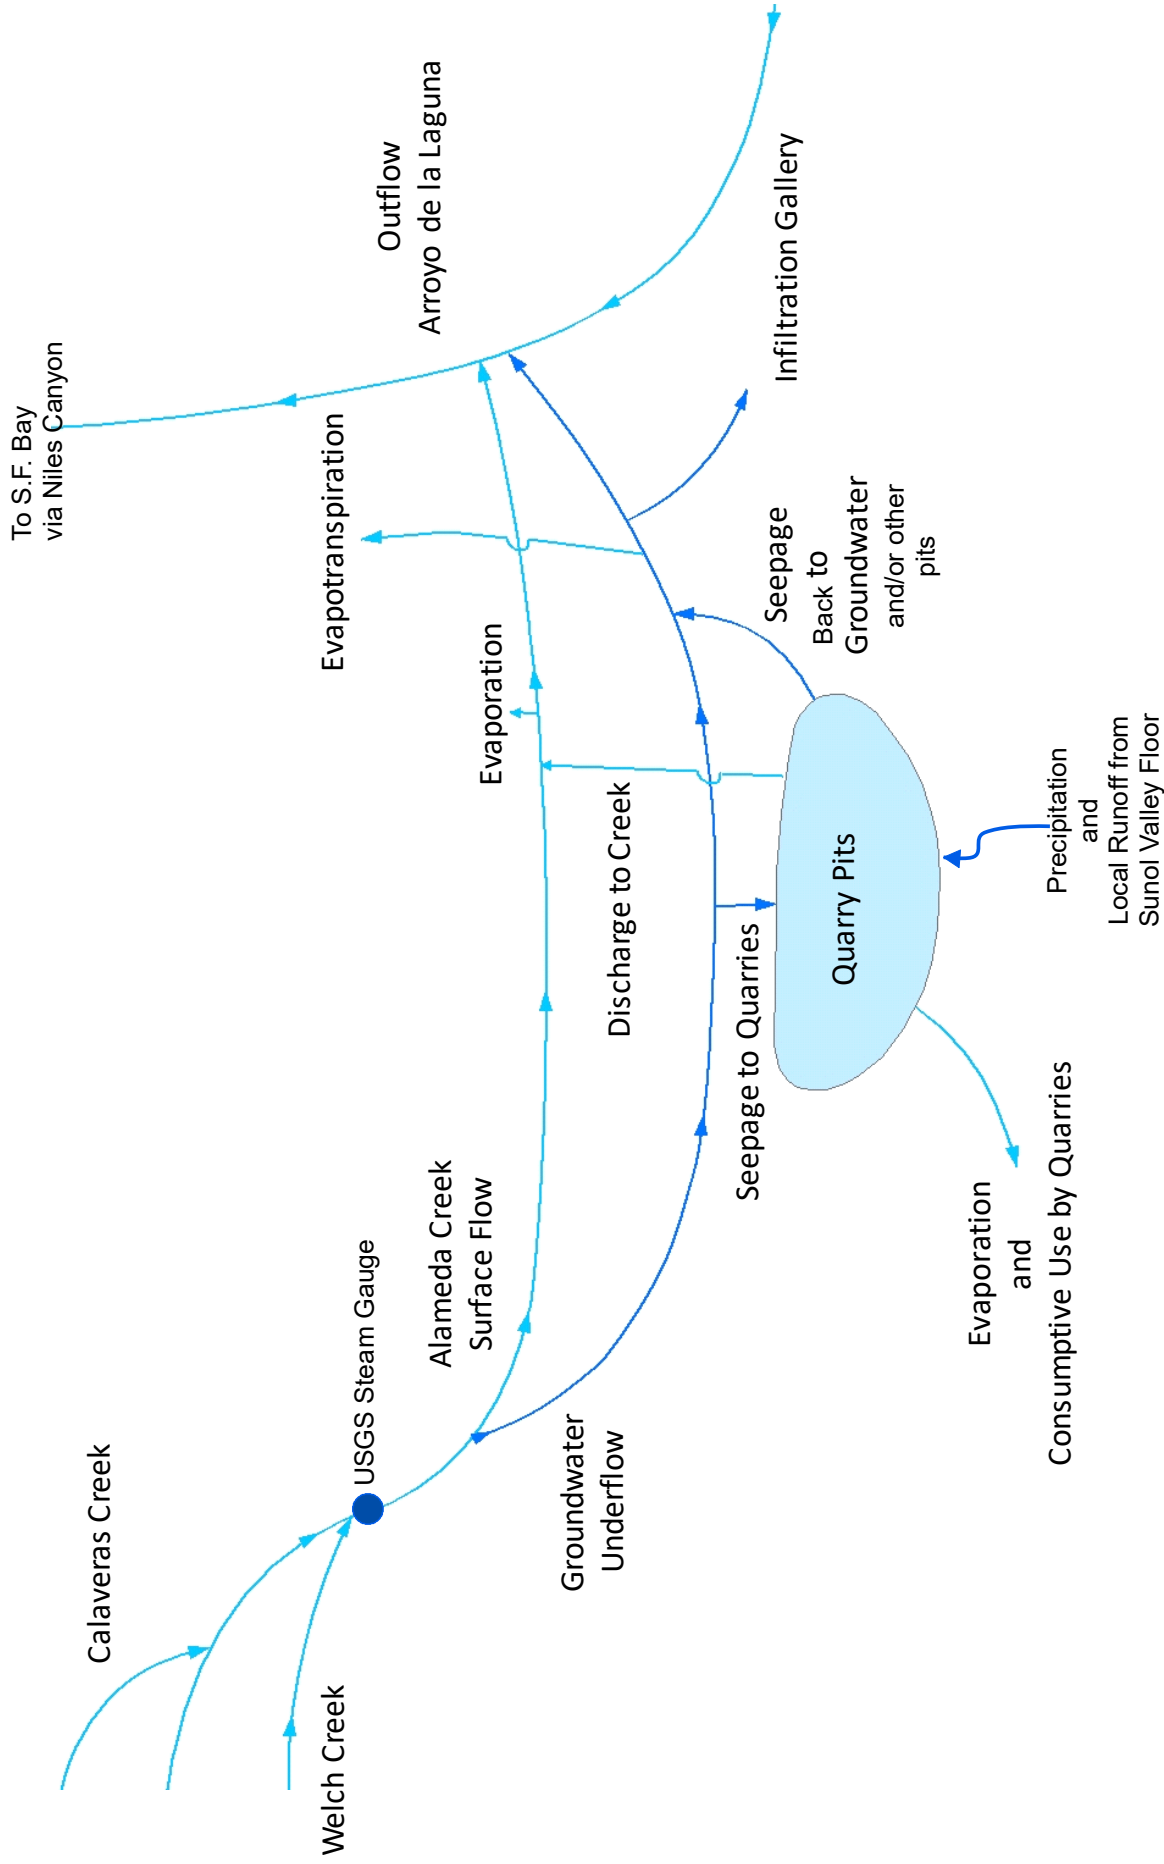 Calaveras Creek
Welch Creek
USGS Steam Gauge
Alameda Creek
Surface Flow
Groundwater
Underflow
Evaporation
Evapotranspiration
To S.F. Bay
via Niles Canyon
Outflow
Arroyo de la Laguna
Discharge to Creek
Seepage to Quarries
Quarry Pits
Seepage
Back to
Groundwater
and/or other
pits
Infiltration Gallery
Evaporation
and
Consumptive Use by Quarries
Precipitation
and
Local Runoff from
Sunol Valley Floor